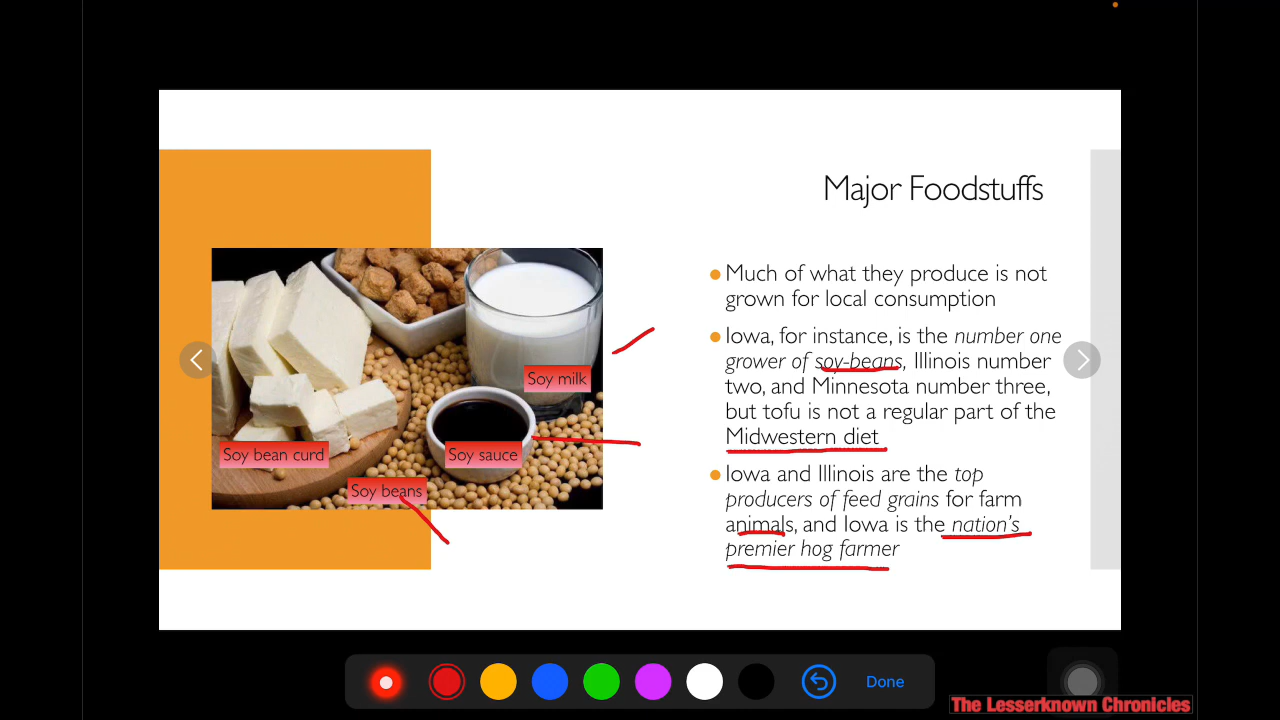 Major Foodstuffs
Much of what they produce is not
grown for local consumption
Iowa, for instance, is the number one
grower of soy-beans, Illinois number
two, and Minnesota number three,
but tofu is not a regular part of the
Midwestern diet
Iowa and Illinois are the top
producers of feed grains for farm
animals, and Iowa is the nation's
premier hog farmer
Soy milk
Soy bean curd
Soy sauce
Soy beans
Done
The Lesserknown Chronicles